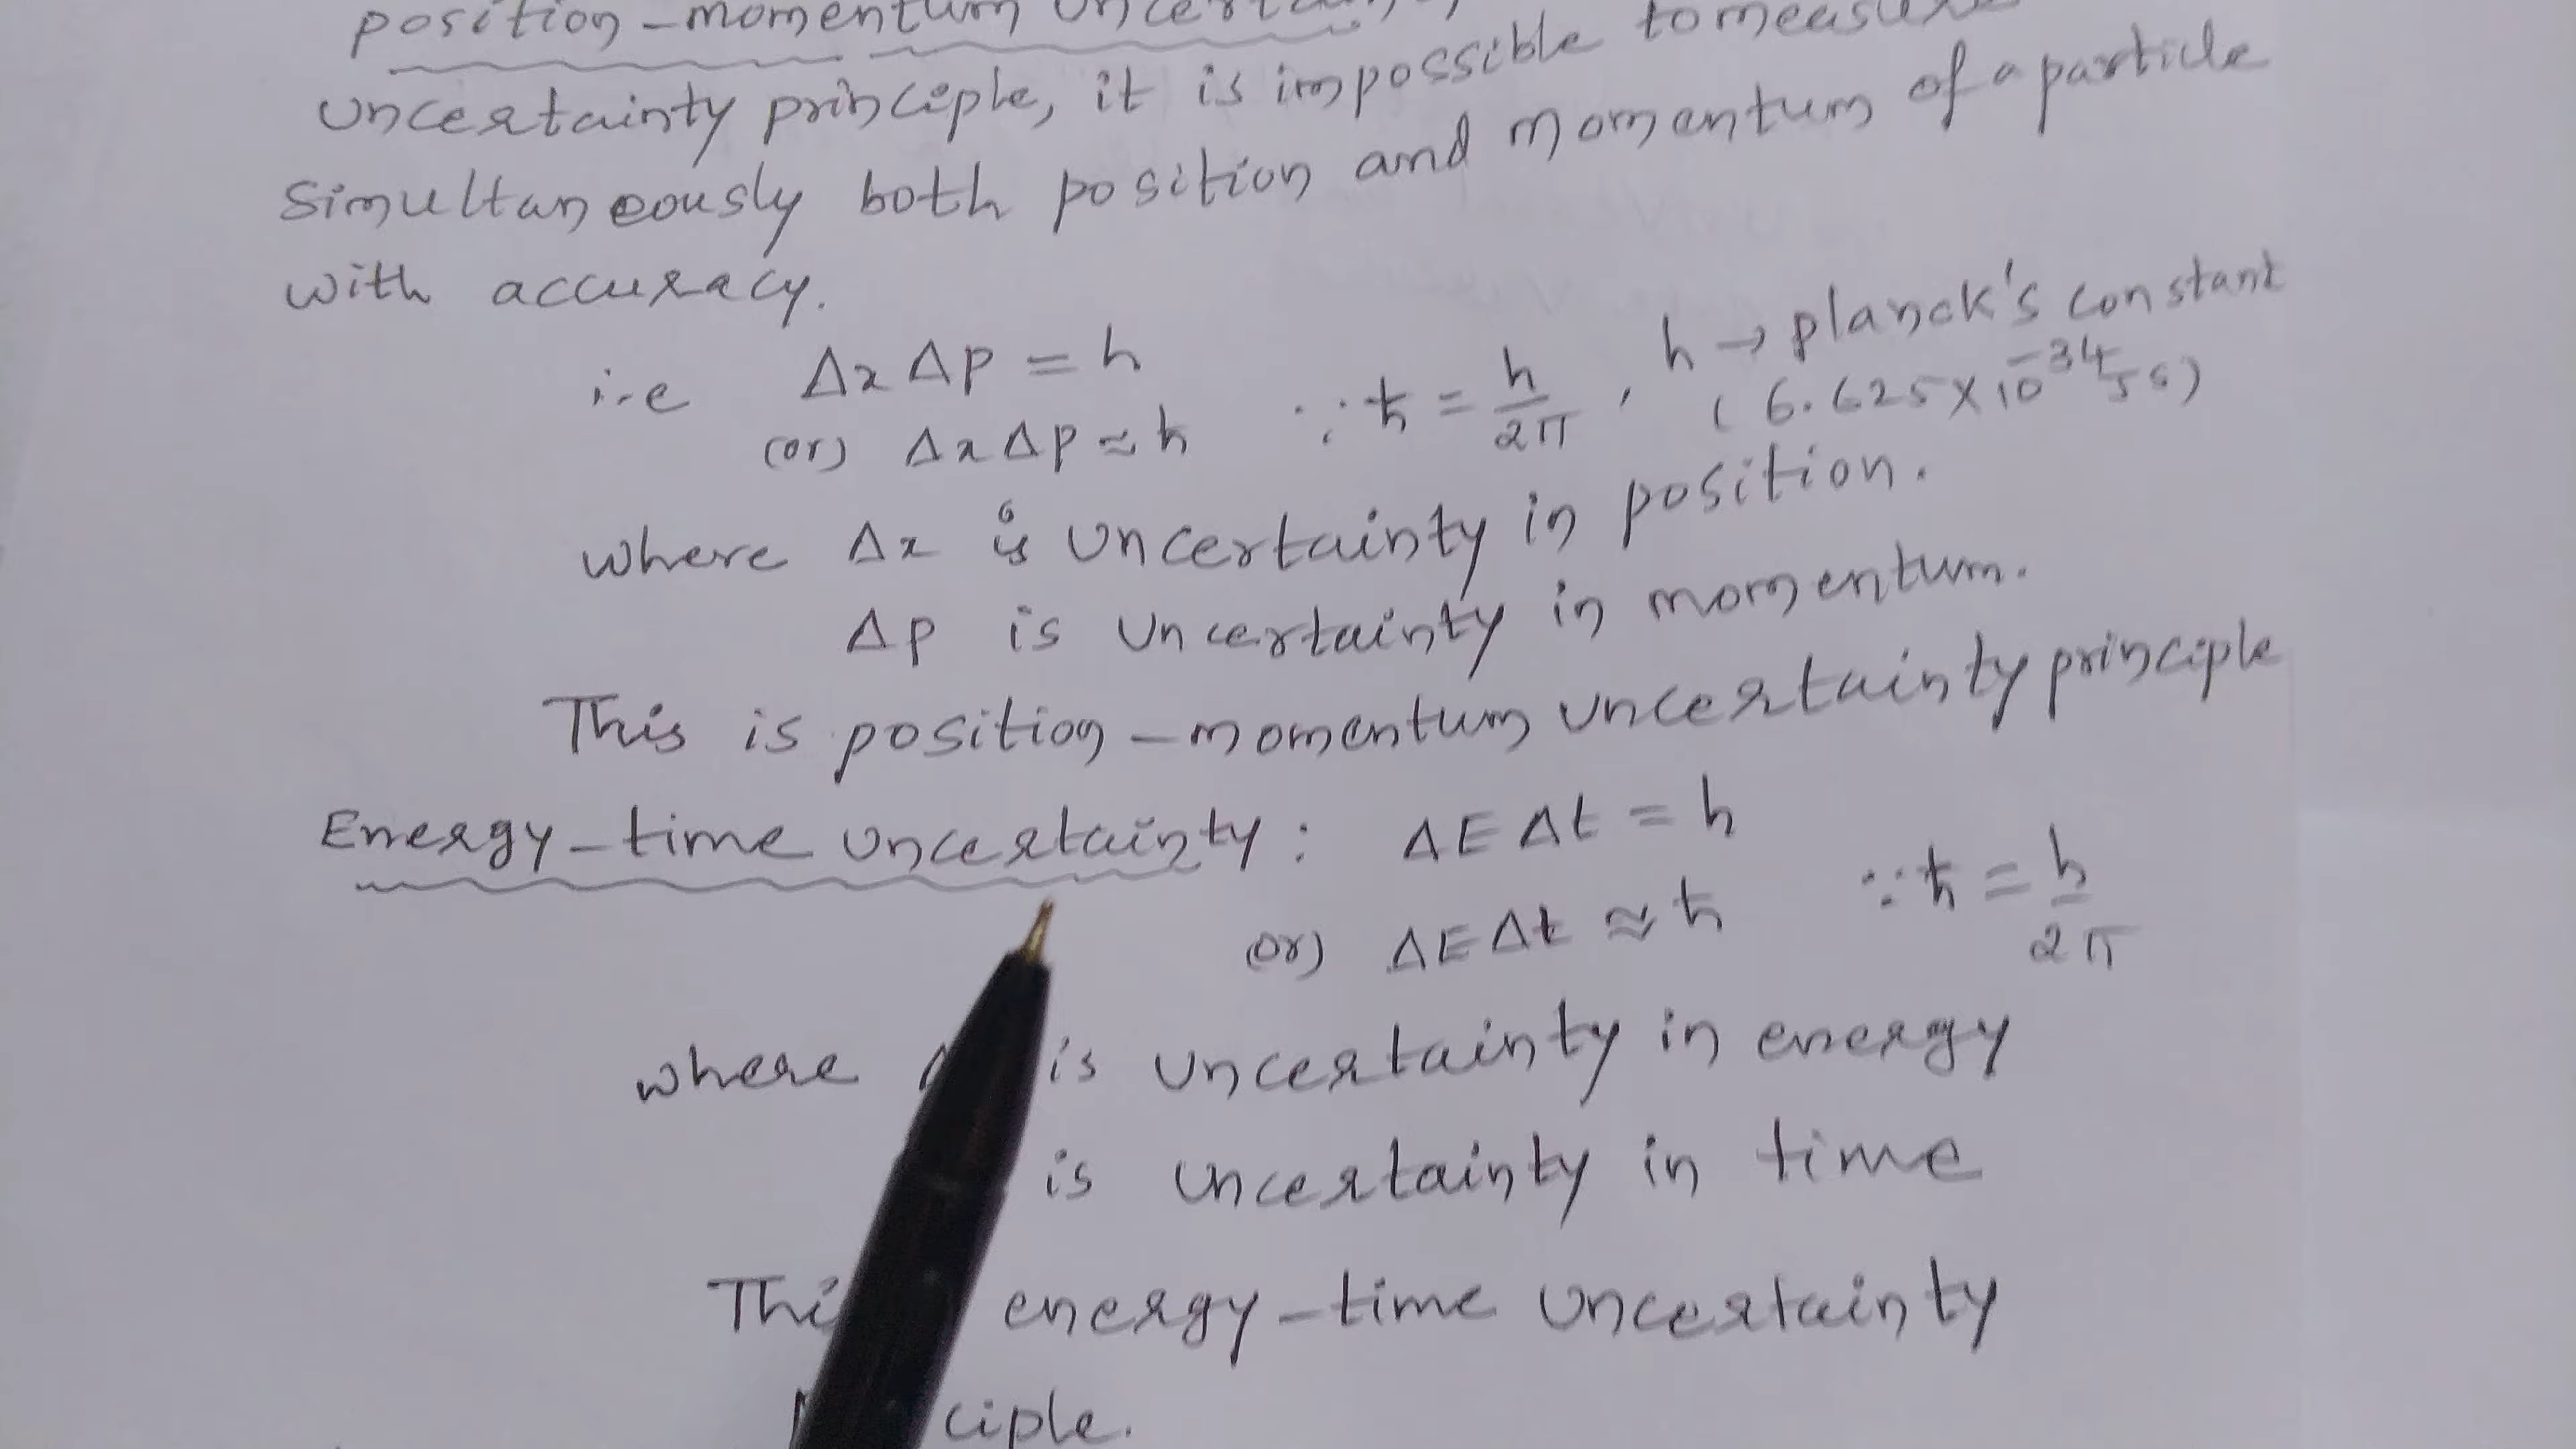 position-momentum uncertainty
to measure
uncertainty principle, it is impossible
simultaneously both position and momentum of a particle
with accuracy.
i.e Δx Δp = h
(or) Δx Δp ≈ ħ ∵ ħ = h/2π , h → planck's constant
(6.625 × 10⁻³⁴ Js)
where Δx is uncertainty in position.
Δp is uncertainty in momentum.
This is position-momentum uncertainty principle
Energy-time uncertainty : ΔE Δt = h
(or) ΔE Δt ≈ ħ ∵ ħ = h/2π
where is uncertainty in energy
is uncertainty in time
Thi energy-time uncertainty
ciple.